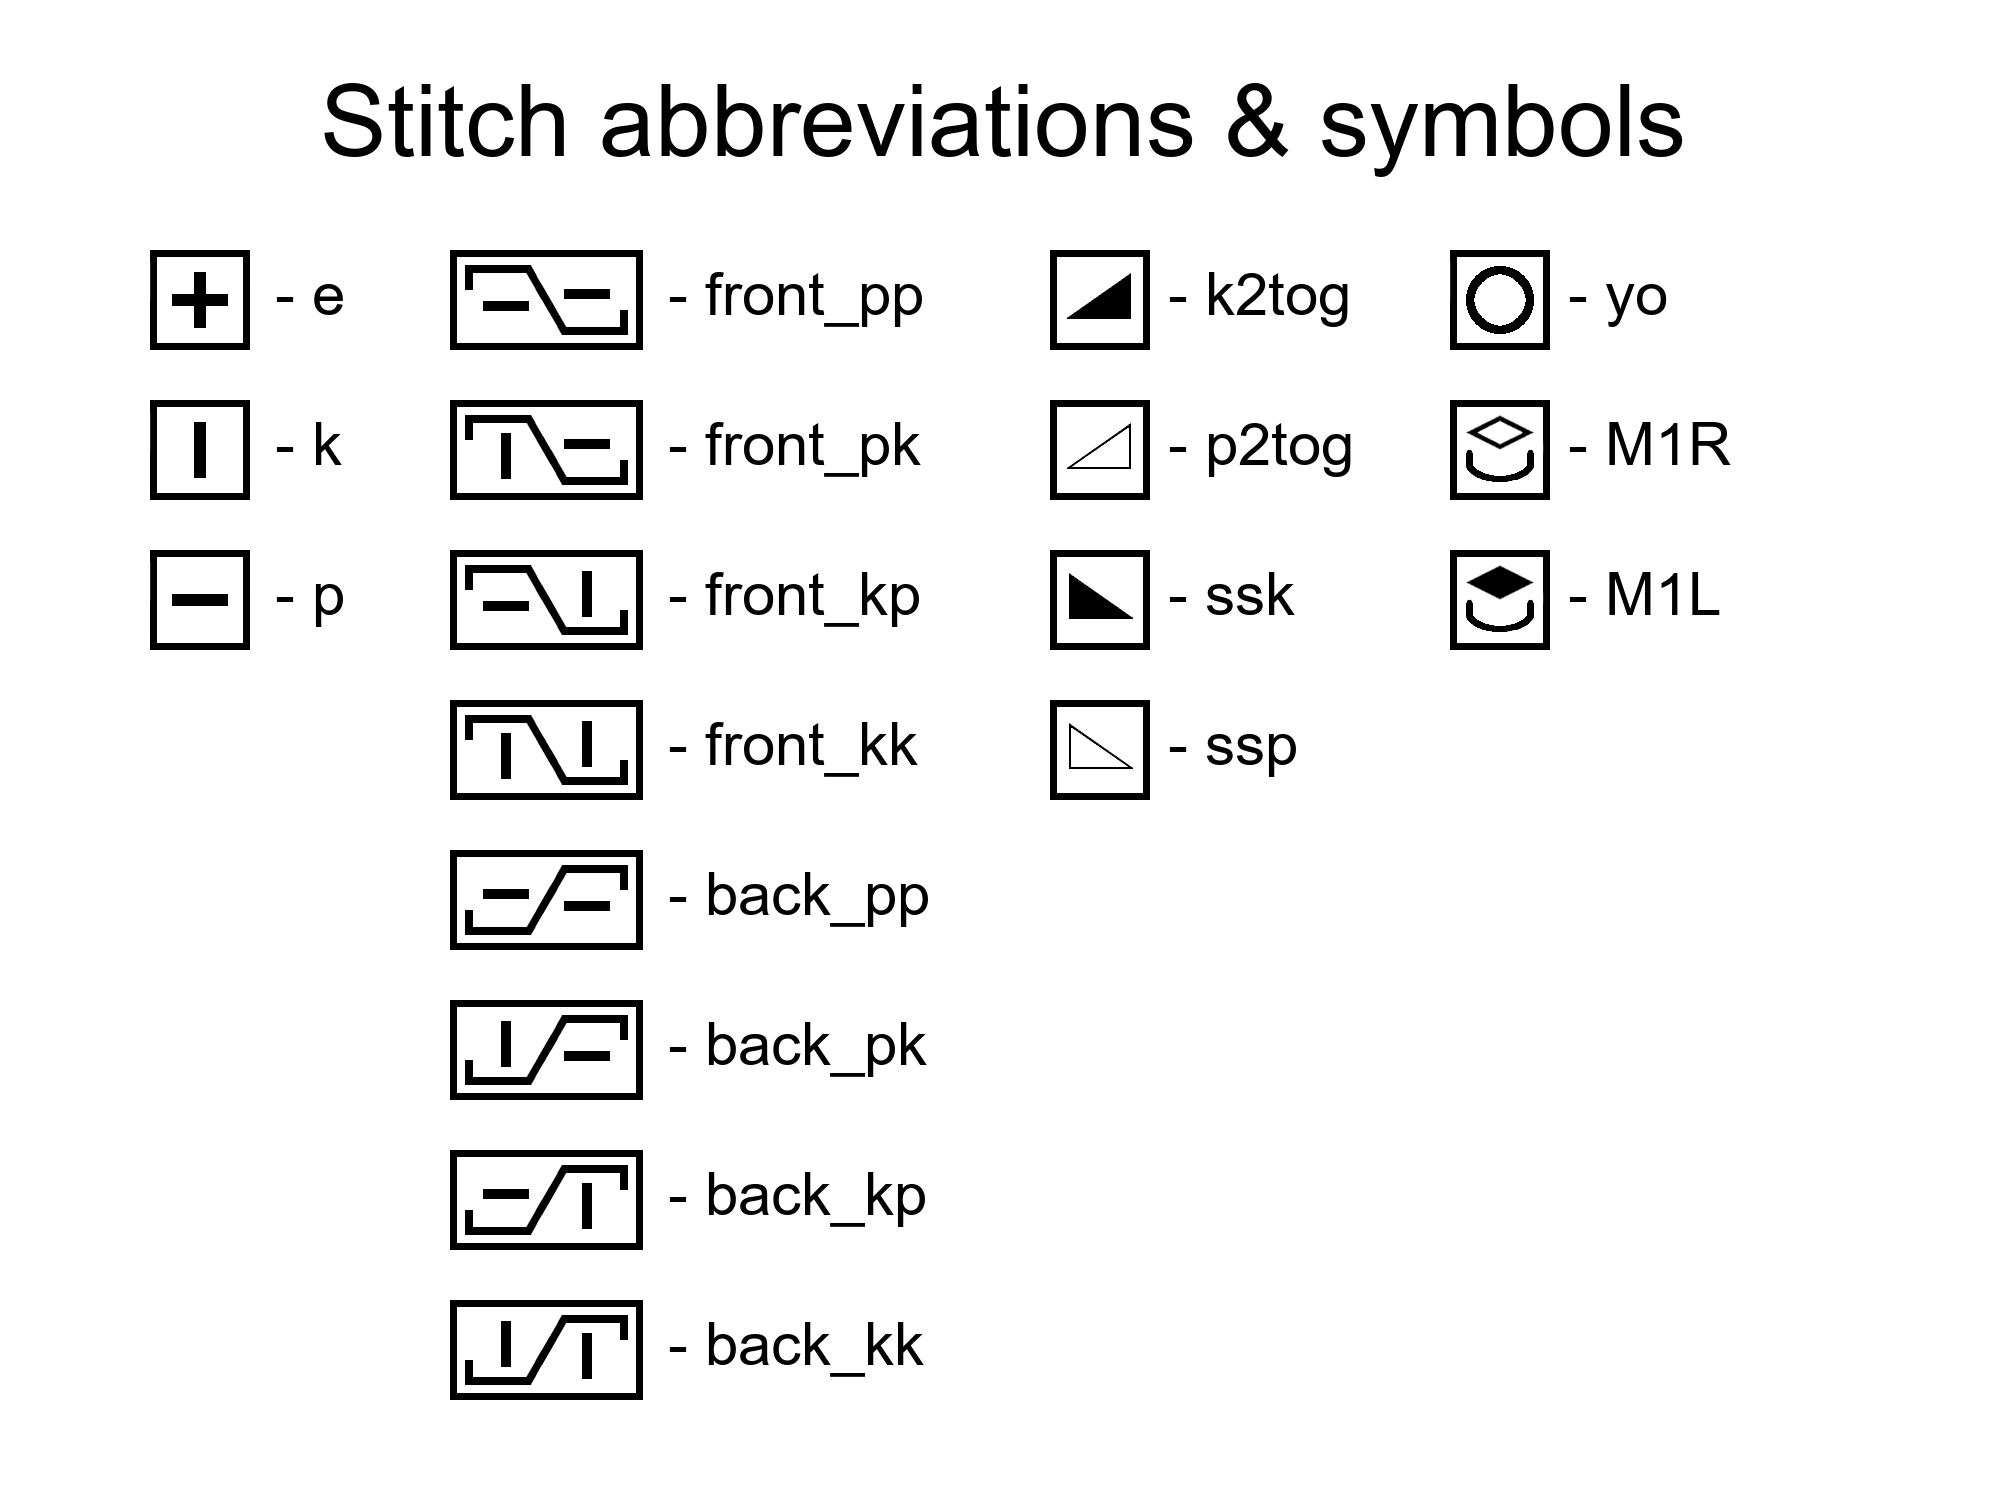 Stitch abbreviations & symbols
- e
- k
- p
- front_pp
- front_pk
- front_kp
- front_kk
- back_pp
- back_pk
- back_kp
- back_kk
- k2tog
- p2tog
- ssk
- ssp
- yo
- M1R
- M1L